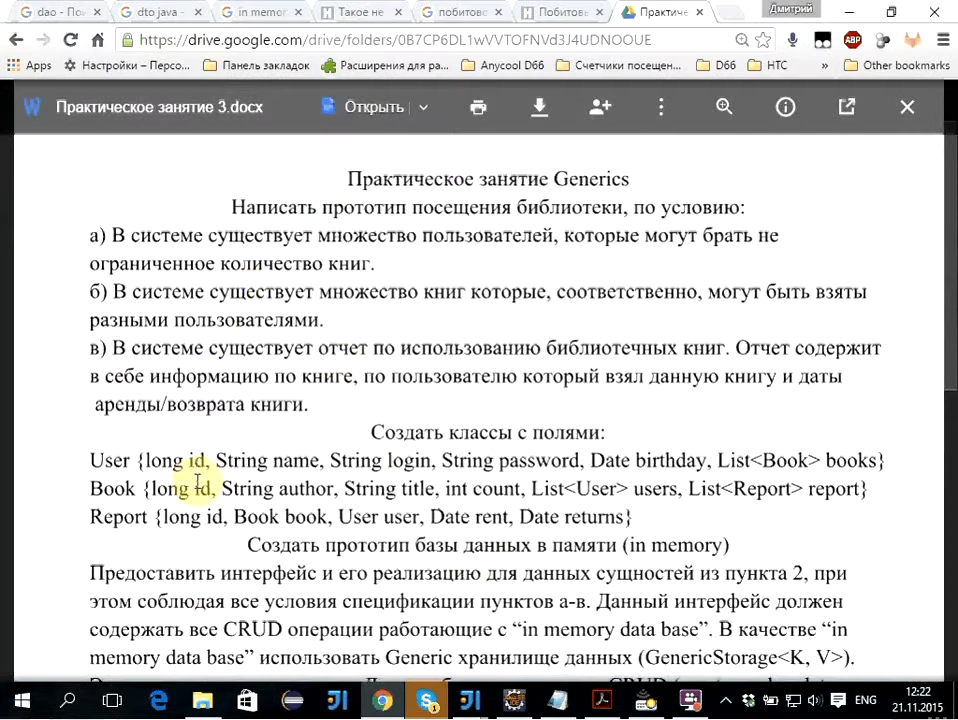 dao - Пои
dto java -
in memor
Такое не
побитово
Побитов
Практиче
Дмитрий
https://drive.google.com/drive/folders/0B7CP6DL1wVVTOFNVd3J4UDNOOUE
ABP
Apps
Настройки – Персо...
Панель закладок
Расширения для ра...
Anycool D66
Счетчики посещен...
D66
HTC
»
Other bookmarks
W
Практическое занятие 3.docx
Открыть
Практическое занятие Generics
Написать прототип посещения библиотеки, по условию:
а) В системе существует множество пользователей, которые могут брать не
ограниченное количество книг.
б) В системе существует множество книг которые, соответственно, могут быть взяты
разными пользователями.
в) В системе существует отчет по использованию библиотечных книг. Отчет содержит
в себе информацию по книге, по пользователю который взял данную книгу и даты
аренды/возврата книги.
Создать классы с полями:
User {long id, String name, String login, String password, Date birthday, List<Book> books}
Book {long id, String author, String title, int count, List<User> users, List<Report> report}
Report {long id, Book book, User user, Date rent, Date returns}
Создать прототип базы данных в памяти (in memory)
Предоставить интерфейс и его реализацию для данных сущностей из пункта 2, при
этом соблюдая все условия спецификации пунктов а-в. Данный интерфейс должен
содержать все CRUD операции работающие с “in memory data base”. В качестве “in
memory data base” использовать Generic хранилище данных (GenericStorage<K, V>).
ENG
12:22
21.11.2015